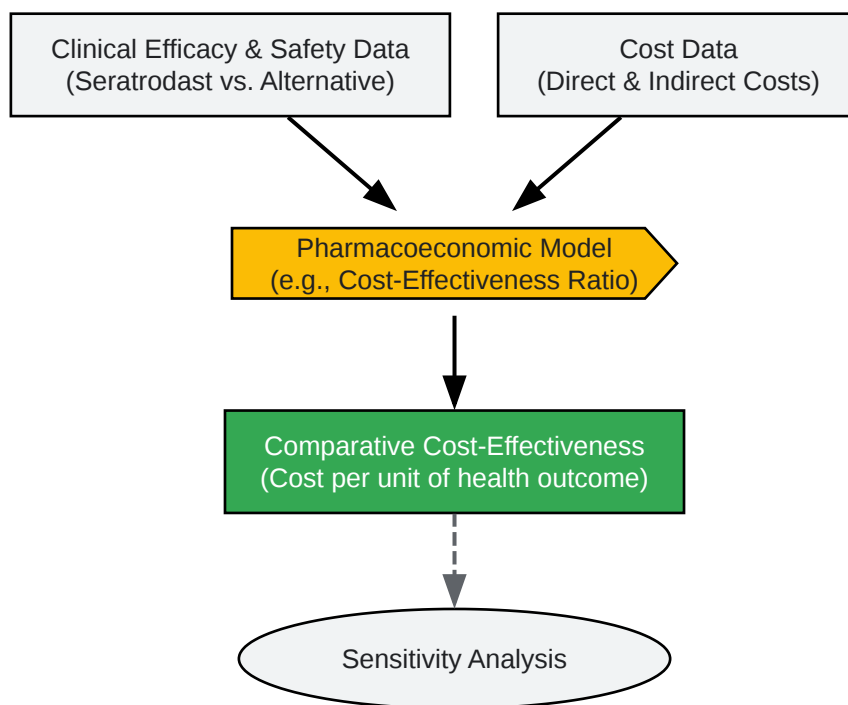 Clinical Efficacy & Safety Data
(Seratrodast vs. Alternative)
Cost Data
(Direct & Indirect Costs)
Pharmacoeconomic Model
(e.g., Cost-Effectiveness Ratio)
Comparative Cost-Effectiveness
(Cost per unit of health outcome)
Sensitivity Analysis